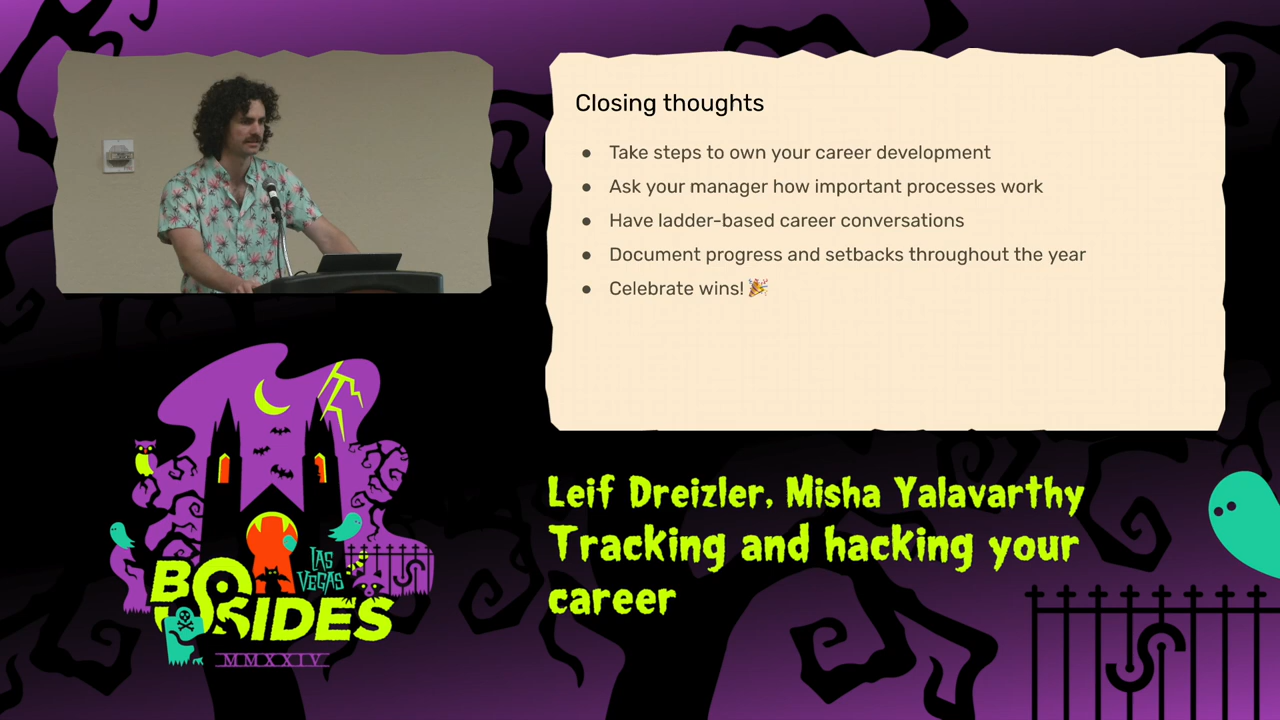 Closing thoughts
● Take steps to own your career development
● Ask your manager how important processes work
● Have ladder-based career conversations
● Document progress and setbacks throughout the year
● Celebrate wins! 🎉
Leif Dreizler, Misha Yalavarthy
Tracking and hacking your
career
LAS
VEGAS
BSIDES
MMXXIV